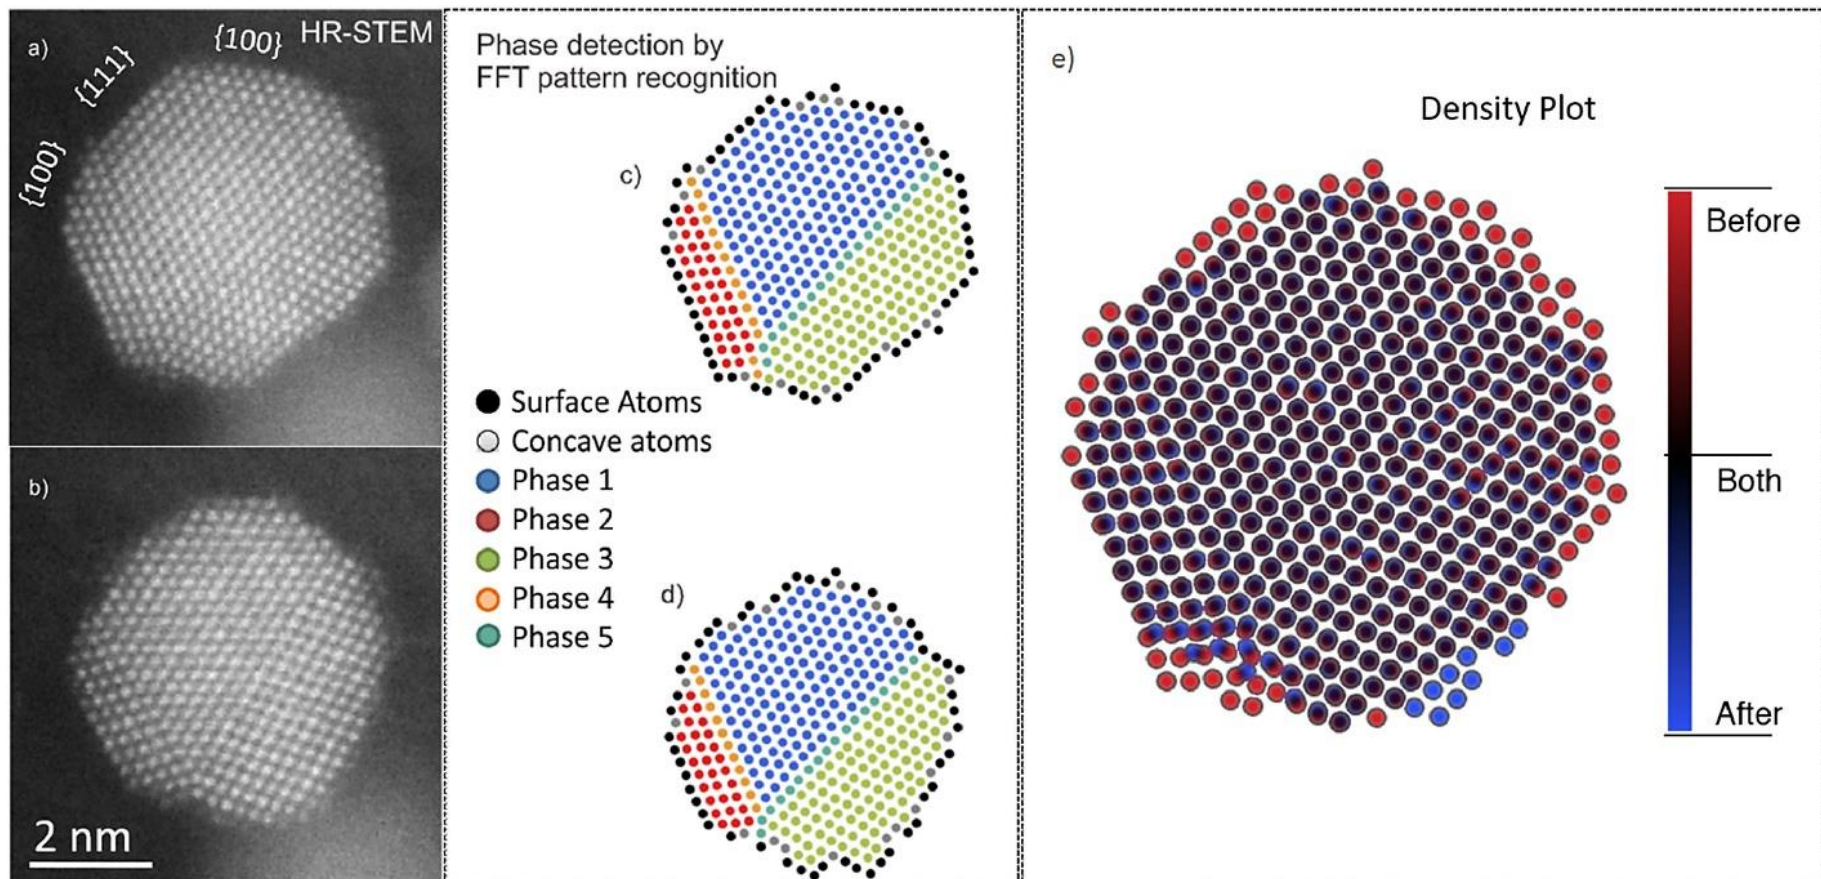 a)
{100}
HR-STEM
{111}
{100}
b)
2 nm
Phase detection by
FFT pattern recognition
c)
Surface Atoms
Concave atoms
Phase 1
Phase 2
Phase 3
Phase 4
Phase 5
d)
e)
Density Plot
Before
Both
After